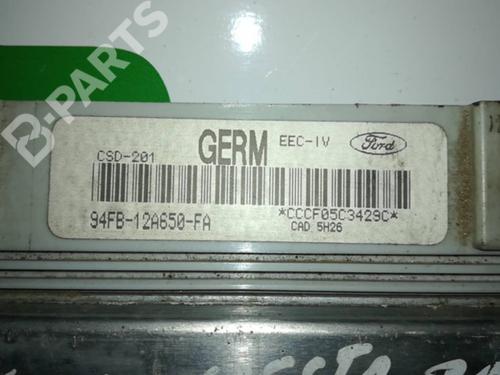 B-PARTS
CSD-201 GERM EEC-IV Ford
94FB-12A650-FA *CCCF05C3429C*
CAD 5H26